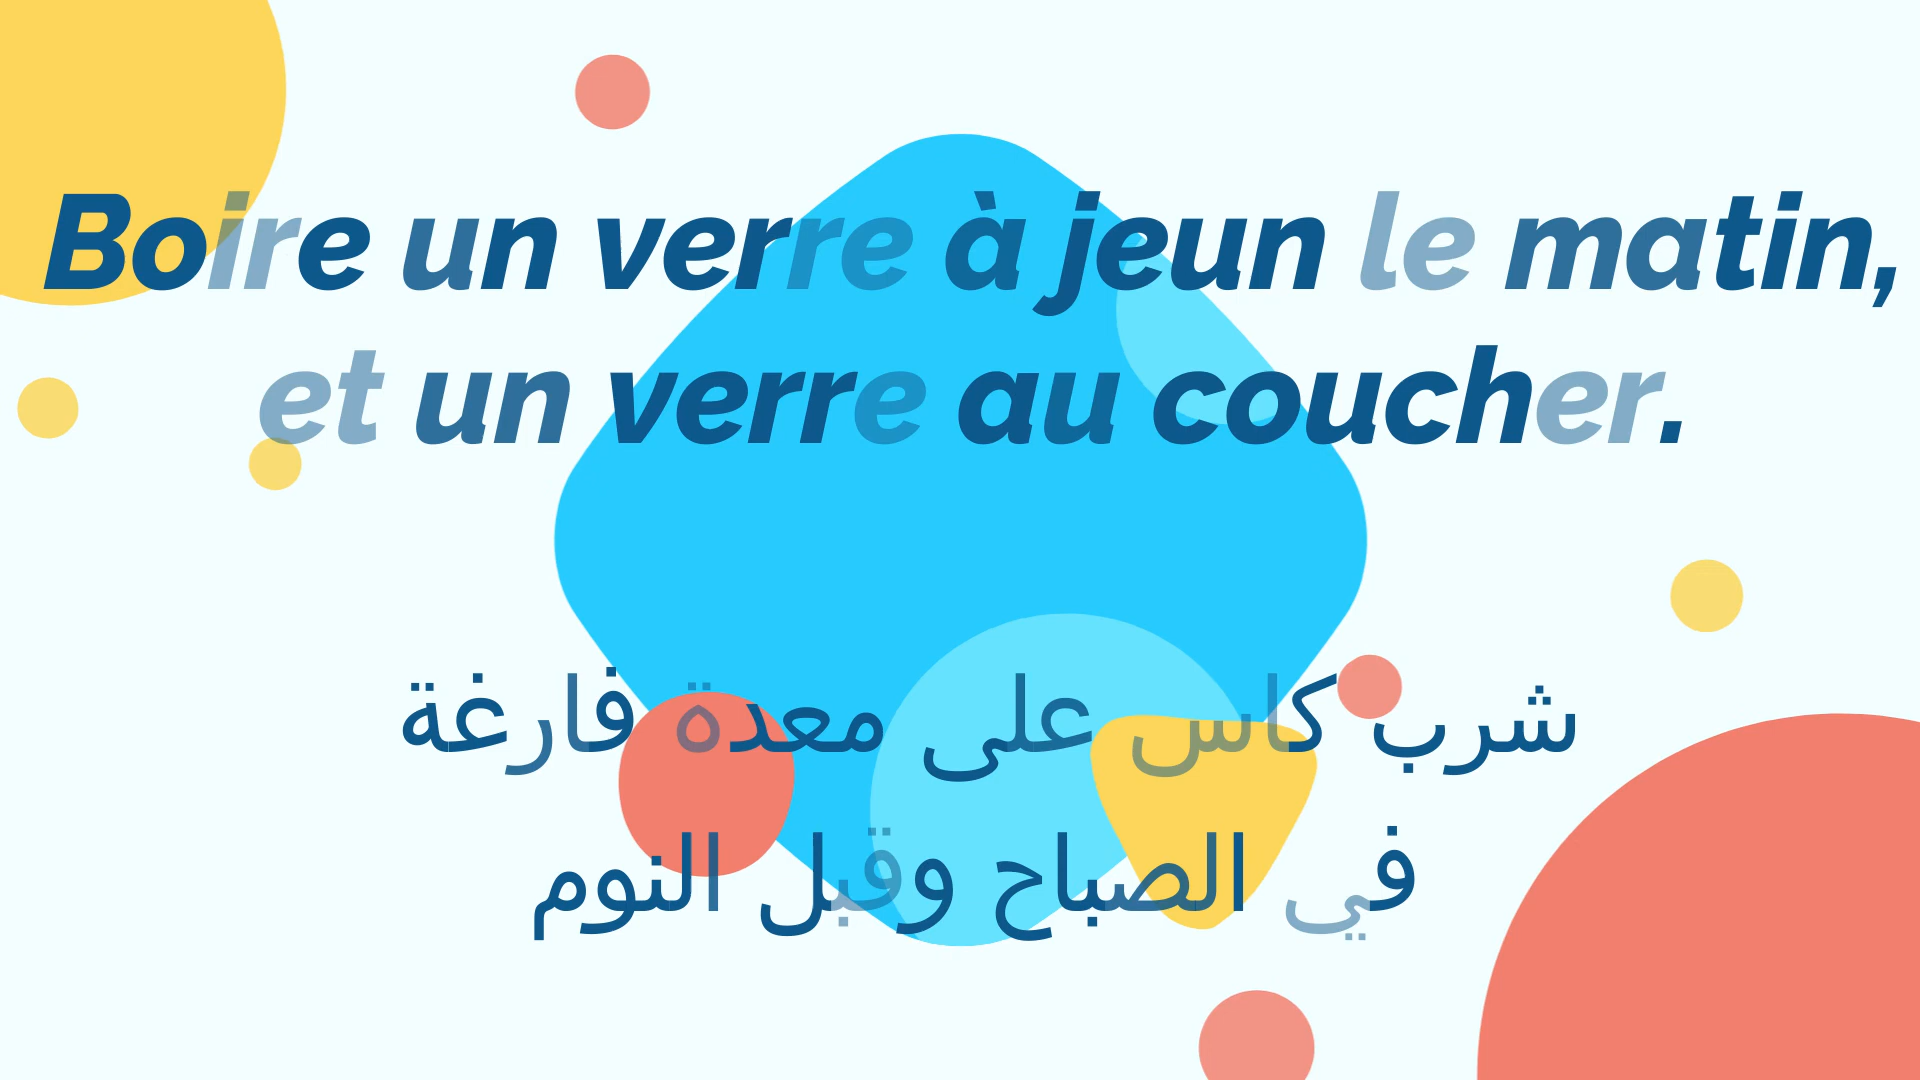 Boire un verre à jeun le matin,
et un verre au coucher.
شرب كاس على معدة فارغة
في الصباح وقبل النوم